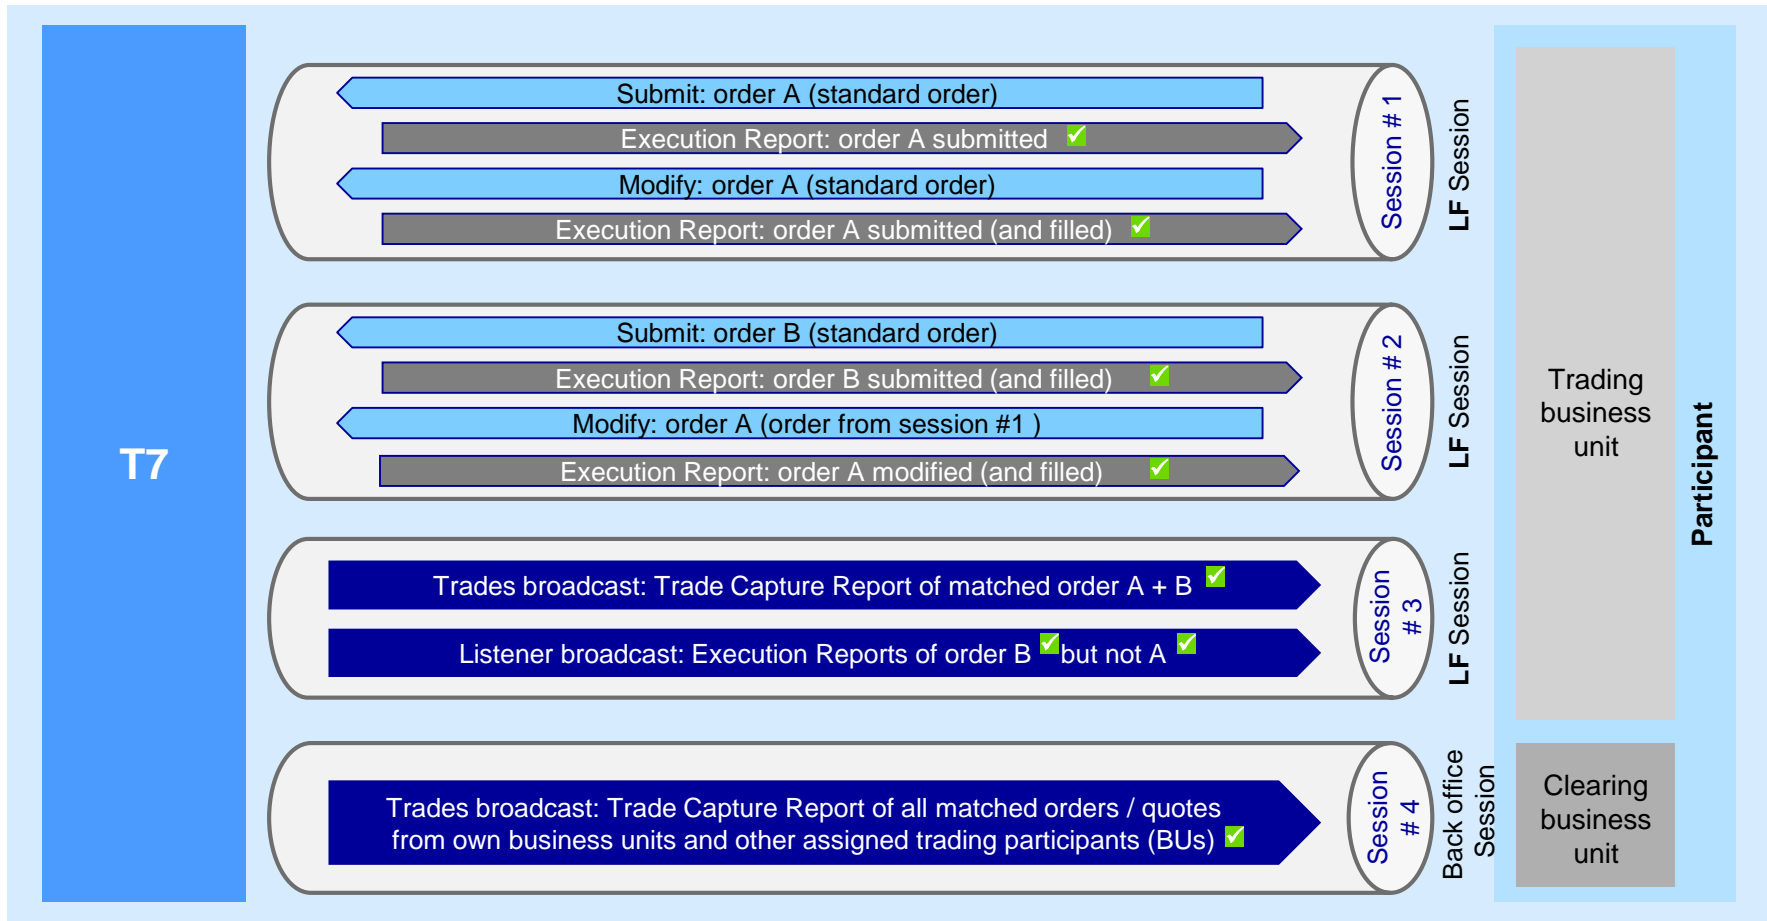 T7
Submit: order A (standard order)
Execution Report: order A submitted
Modify: order A (standard order)
Execution Report: order A submitted (and filled)
Session # 1
LF Session
Submit: order B (standard order)
Execution Report: order B submitted (and filled)
Modify: order A (order from session #1 )
Execution Report: order A modified (and filled)
Session # 2
LF Session
Trades broadcast: Trade Capture Report of matched order A + B
Listener broadcast: Execution Reports of order B but not A
Session
# 3
LF Session
Trades broadcast: Trade Capture Report of all matched orders / quotes
from own business units and other assigned trading participants (BUs)
Session
# 4
Back office
Session
Trading
business
unit
Clearing
business
unit
Participant